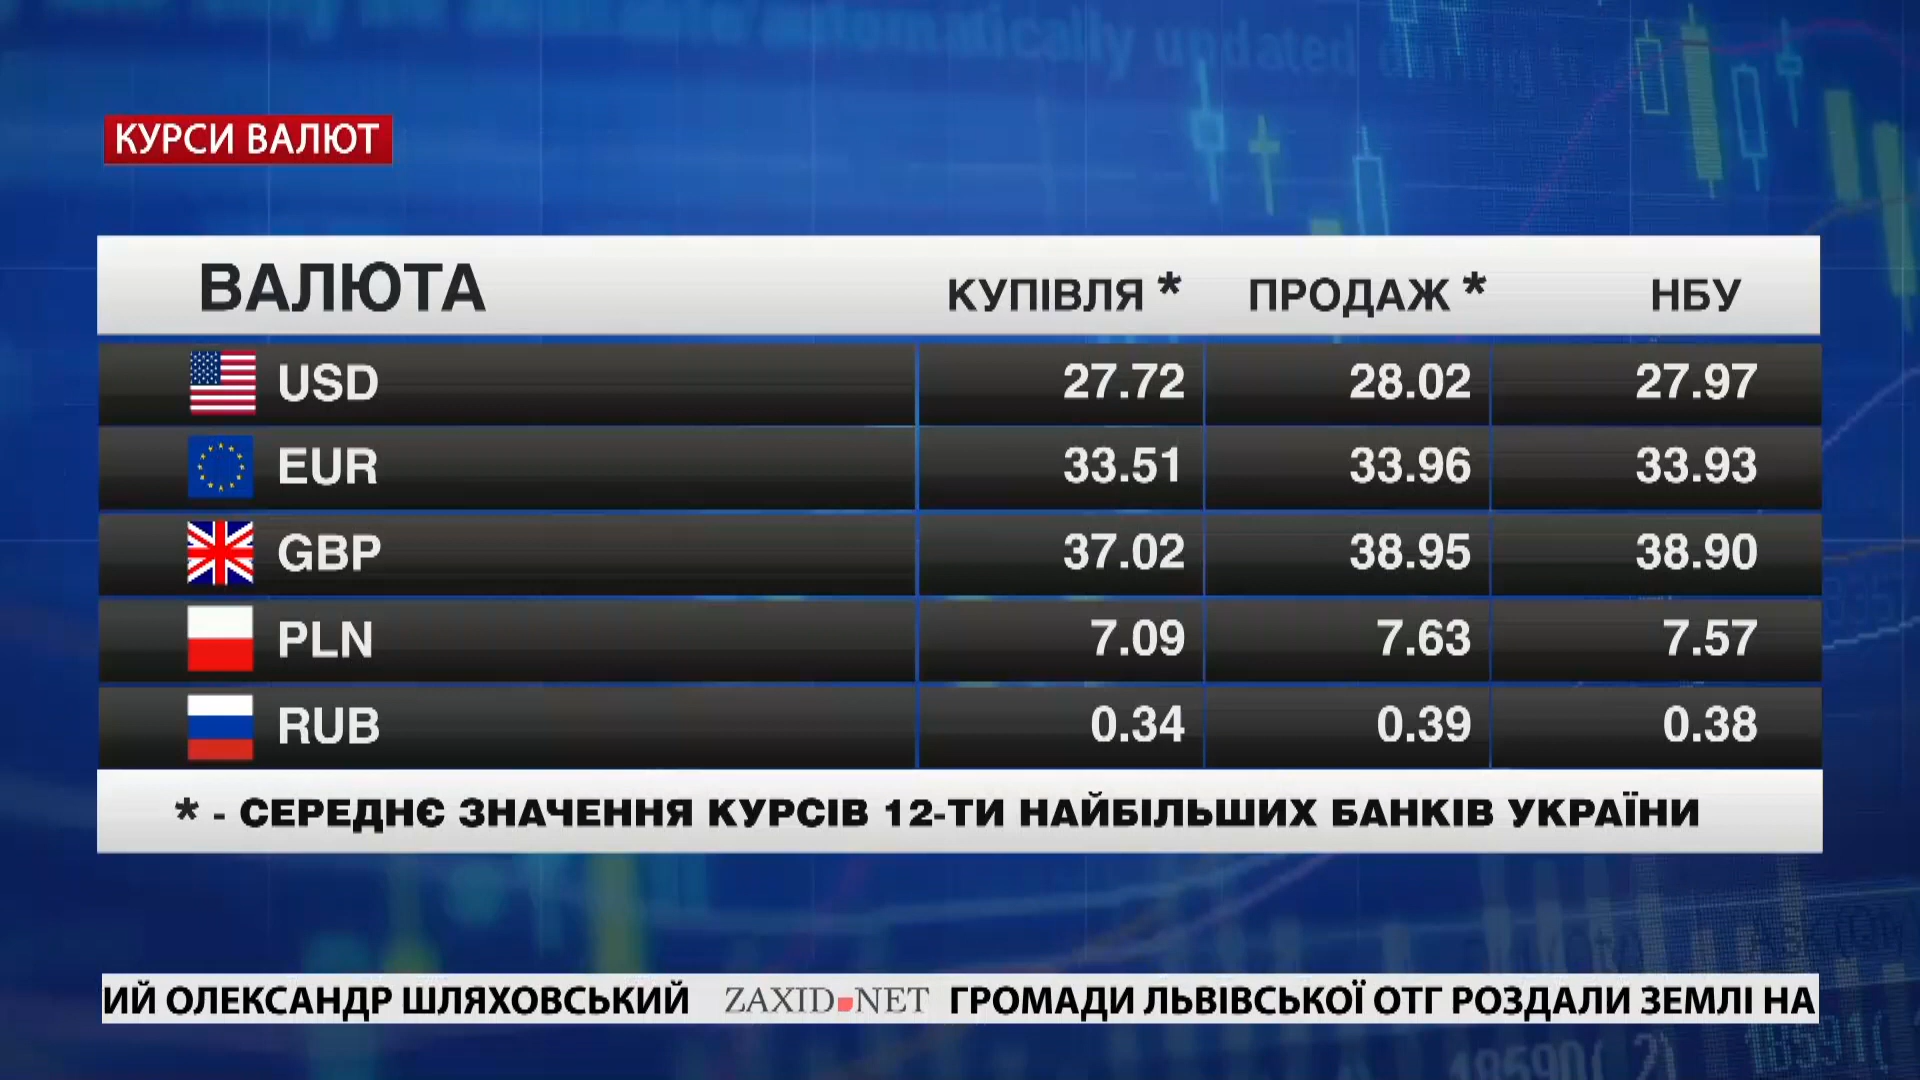 automatically updated during
КУРСИ ВАЛЮТ
ВАЛЮТА КУПІВЛЯ * ПРОДАЖ * НБУ
USD 27.72 28.02 27.97
EUR 33.51 33.96 33.93
GBP 37.02 38.95 38.90
PLN 7.09 7.63 7.57
RUB 0.34 0.39 0.38
* - СЕРЕДНЄ ЗНАЧЕННЯ КУРСІВ 12-ТИ НАЙБІЛЬШИХ БАНКІВ УКРАЇНИ
ИЙ ОЛЕКСАНДР ШЛЯХОВСЬКИЙ ZAXID.NET ГРОМАДИ ЛЬВІВСЬКОЇ ОТГ РОЗДАЛИ ЗЕМЛІ НА